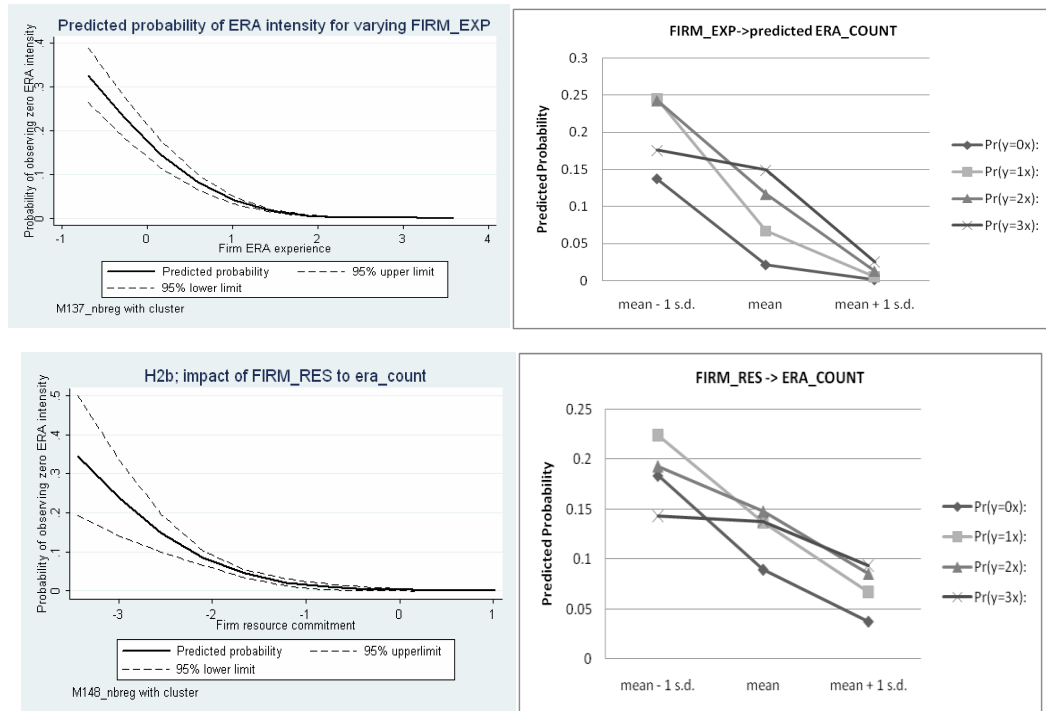 Predicted probability of ERA intensity for varying FIRM_EXP
Probability of observing zero ERA intensity
.4
.3
.2
.1
0
-1 0 1 2 3 4
Firm ERA experience
Predicted probability 95% upper limit
95% lower limit
M137_nbreg with cluster
FIRM_EXP->predicted ERA_COUNT
Predicted Probability
0.3
0.25
0.2
0.15
0.1
0.05
0
mean - 1 s.d. mean mean + 1 s.d.
Pr(y=0x):
Pr(y=1x):
Pr(y=2x):
Pr(y=3x):
H2b; impact of FIRM_RES to era_count
Probability of observing zero ERA intensity
.5
.4
.3
.2
.1
0
-3 -2 -1 0 1
Firm resource commitment
Predicted probability 95% upperlimit
95% lower limit
M148_nbreg with cluster
FIRM_RES -> ERA_COUNT
Predicted Probability
0.25
0.2
0.15
0.1
0.05
0
mean - 1 s.d. mean mean + 1 s.d.
Pr(y=0x):
Pr(y=1x):
Pr(y=2x):
Pr(y=3x):